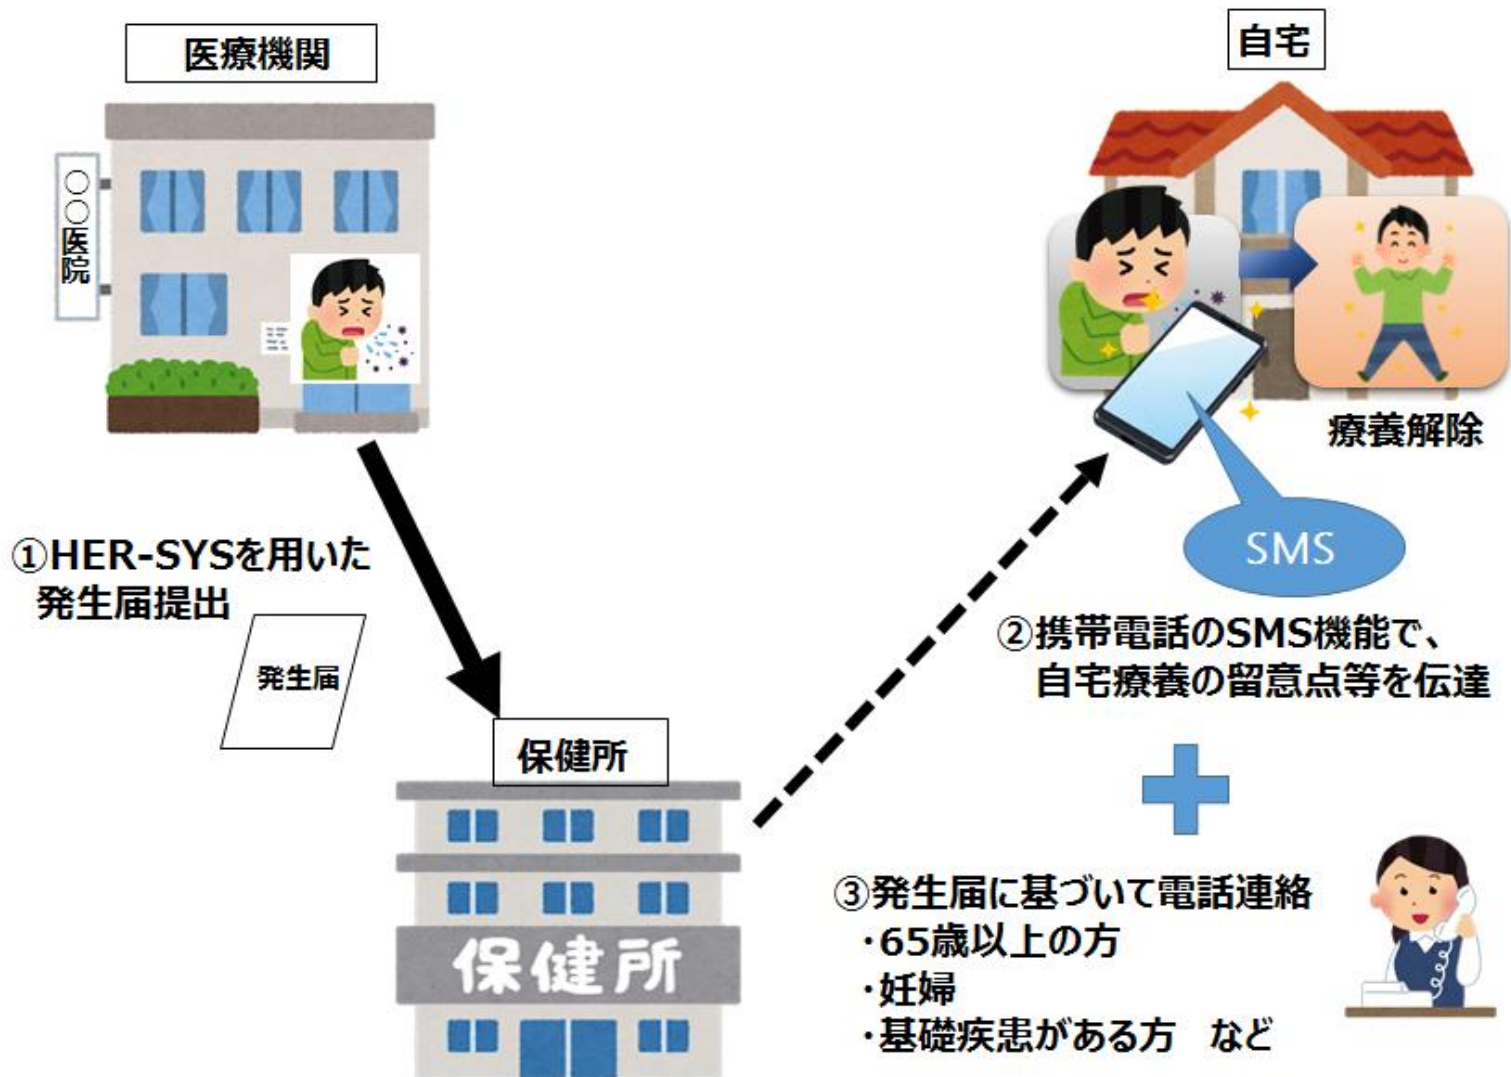 医療機関
○○医院
①HER-SYSを用いた
発生届提出
発生届
保健所
保健所
自宅
療養解除
SMS
②携帯電話のSMS機能で、
自宅療養の留意点等を伝達
③発生届に基づいて電話連絡
・65歳以上の方
・妊婦
・基礎疾患がある方　など